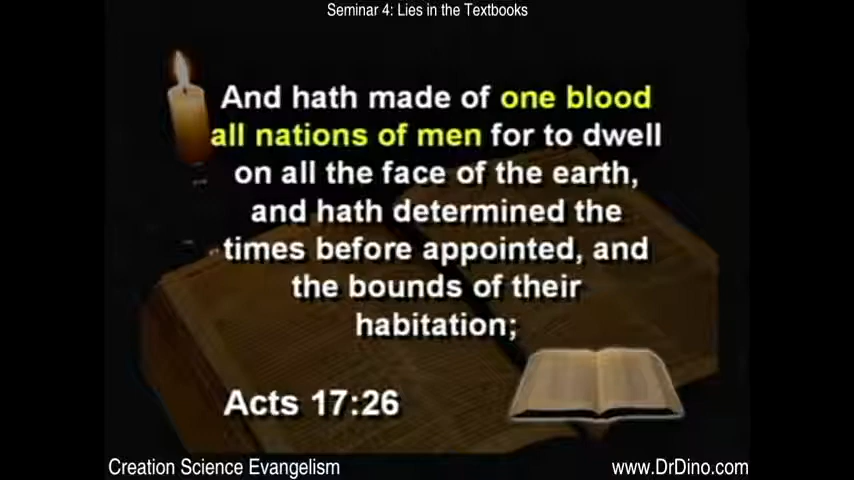 Seminar 4: Lies in the Textbooks
And hath made of one blood
all nations of men for to dwell
on all the face of the earth,
and hath determined the
times before appointed, and
the bounds of their
habitation;
Acts 17:26
Creation Science Evangelism
www.DrDino.com